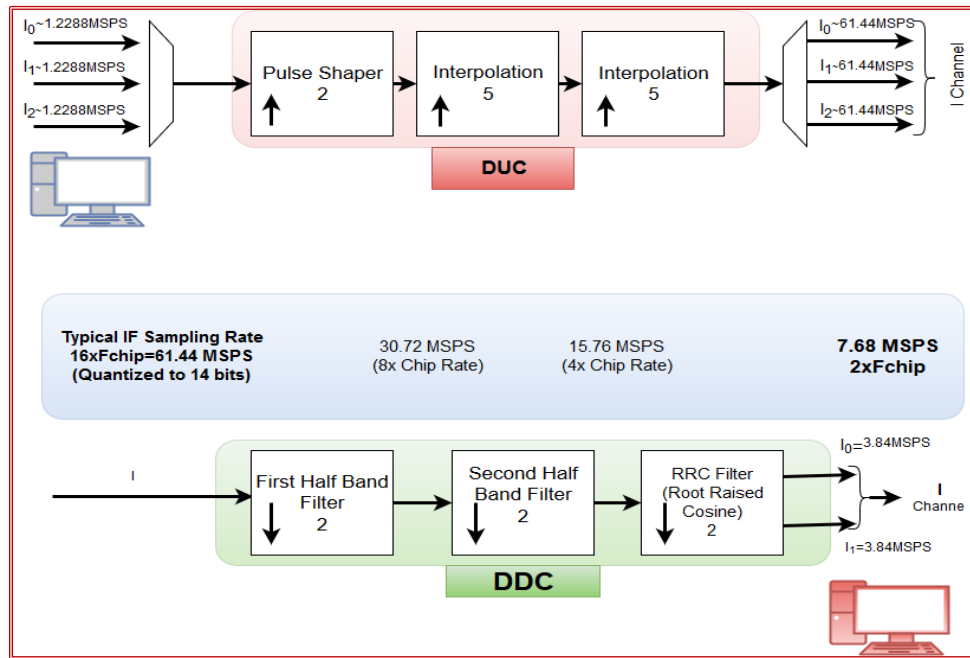 I0~1.2288MSPS
I1~1.2288MSPS
I2~1.2288MSPS
Pulse Shaper
2
Interpolation
5
Interpolation
5
I0~61.44MSPS
I1~61.44MSPS
I2~61.44MSPS
I Channel
DUC
Typical IF Sampling Rate
16xFchip=61.44 MSPS
(Quantized to 14 bits)
30.72 MSPS
(8x Chip Rate)
15.76 MSPS
(4x Chip Rate)
7.68 MSPS
2xFchip
I
First Half Band
Filter
2
Second Half
Band Filter
2
RRC Filter
(Root Raised
Cosine)
2
I0=3.84MSPS
I1=3.84MSPS
I
Channe
DDC